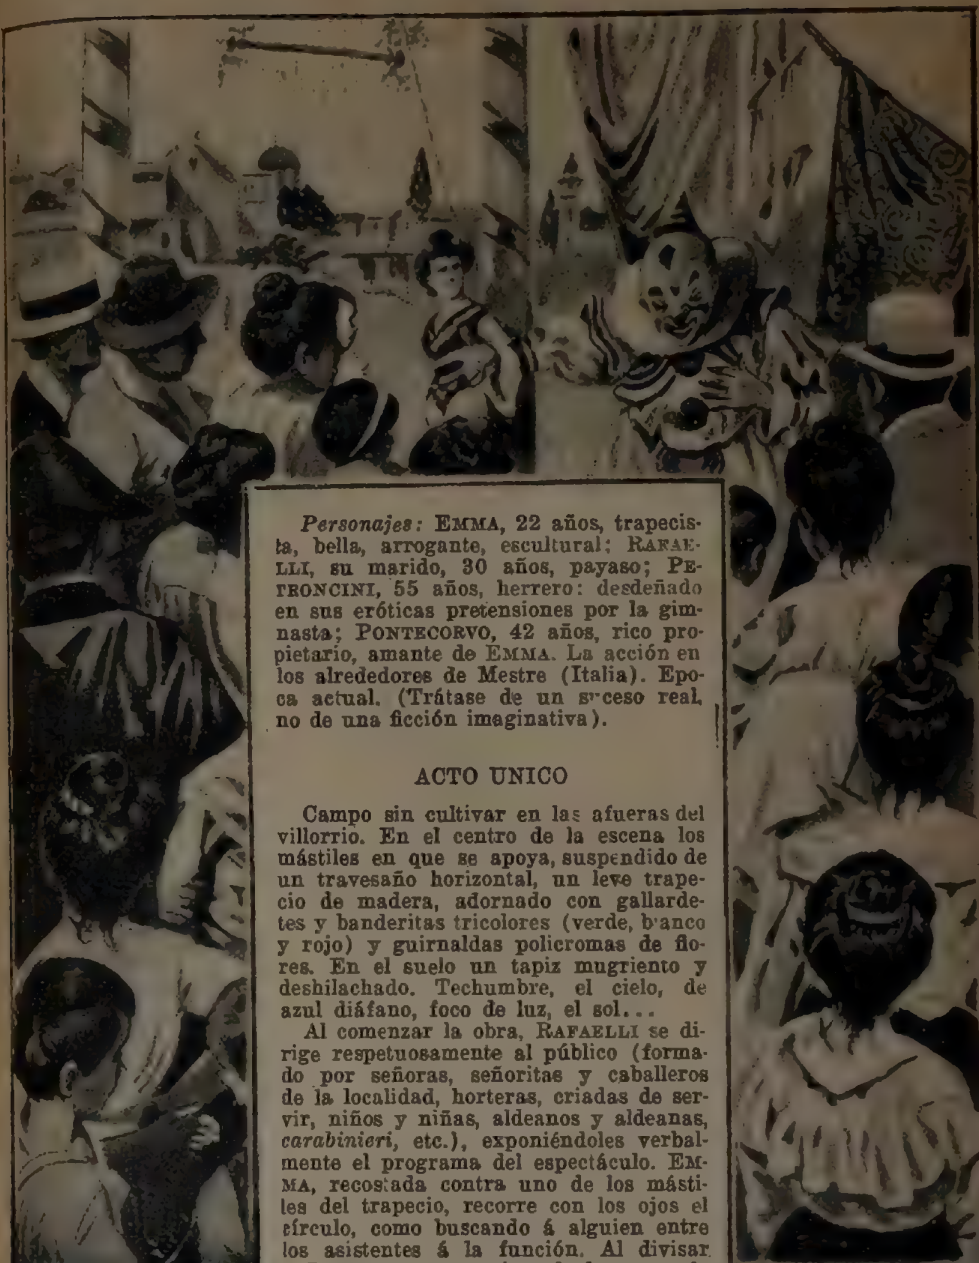 Personajes: EMMA, 22 años, trapecis-
ta, bella, arrogante, escultural; RAFAE-
LLI, su marido, 30 años, payaso; PE-
TRONCINI, 55 años, herrero: desdeñado
en sus eróticas pretensiones por la gim-
nasta; PONTECORVO, 42 años, rico pro-
pietario, amante de EMMA. La acción en
los alrededores de Mestre (Italia). Epo-
ca actual. (Trátase de un suceso real,
no de una ficción imaginativa).
ACTO UNICO
Campo sin cultivar en las afueras del
villorrio. En el centro de la escena los
mástiles en que se apoya, suspendido de
un travesaño horizontal, un leve trape-
cio de madera, adornado con gallarde-
tes y banderitas tricolores (verde, blanco
y rojo) y guirnaldas policromas de flo-
res. En el suelo un tapiz mugriento y
deshilachado. Techumbre, el cielo, de
azul diáfano, foco de luz, el sol...
Al comenzar la obra, RAFAELLI se di-
rige respetuosamente al público (forma-
do por señoras, señoritas y caballeros
de la localidad, horteras, criadas de ser-
vir, niños y niñas, aldeanos y aldeanas,
carabinieri, etc.), exponiéndoles verbal-
mente el programa del espectáculo. EM-
MA, recostada contra uno de los másti-
les del trapecio, recorre con los ojos el
círculo, como buscando á alguien entre
los asistentes á la función. Al divisar